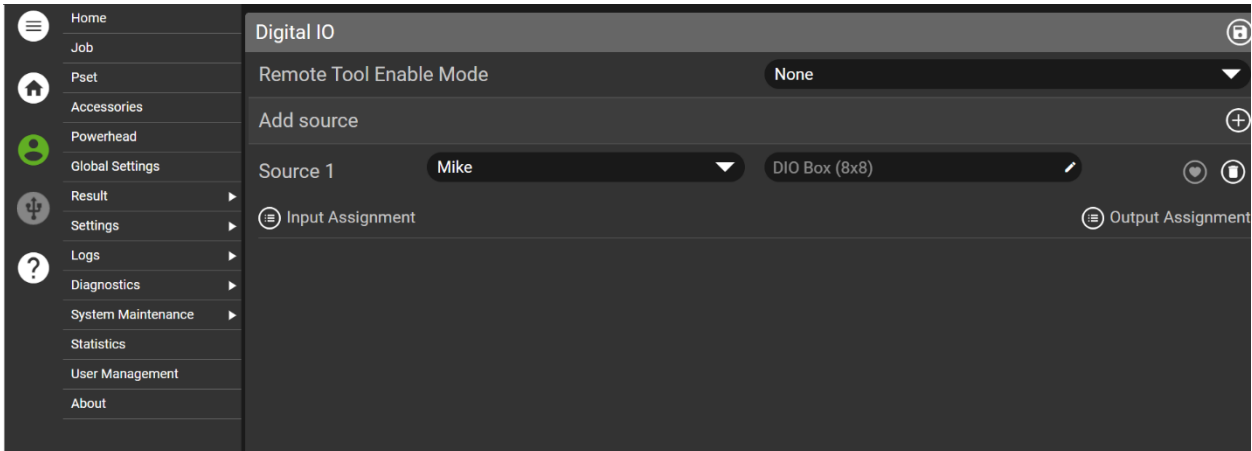 Home
Job
Pset
Accessories
Powerhead
Global Settings
Result
Settings
Logs
Diagnostics
System Maintenance
Statistics
User Management
About
Digital IO
Remote Tool Enable Mode None
Add source
Source 1 Mike DIO Box (8x8)
Input Assignment Output Assignment